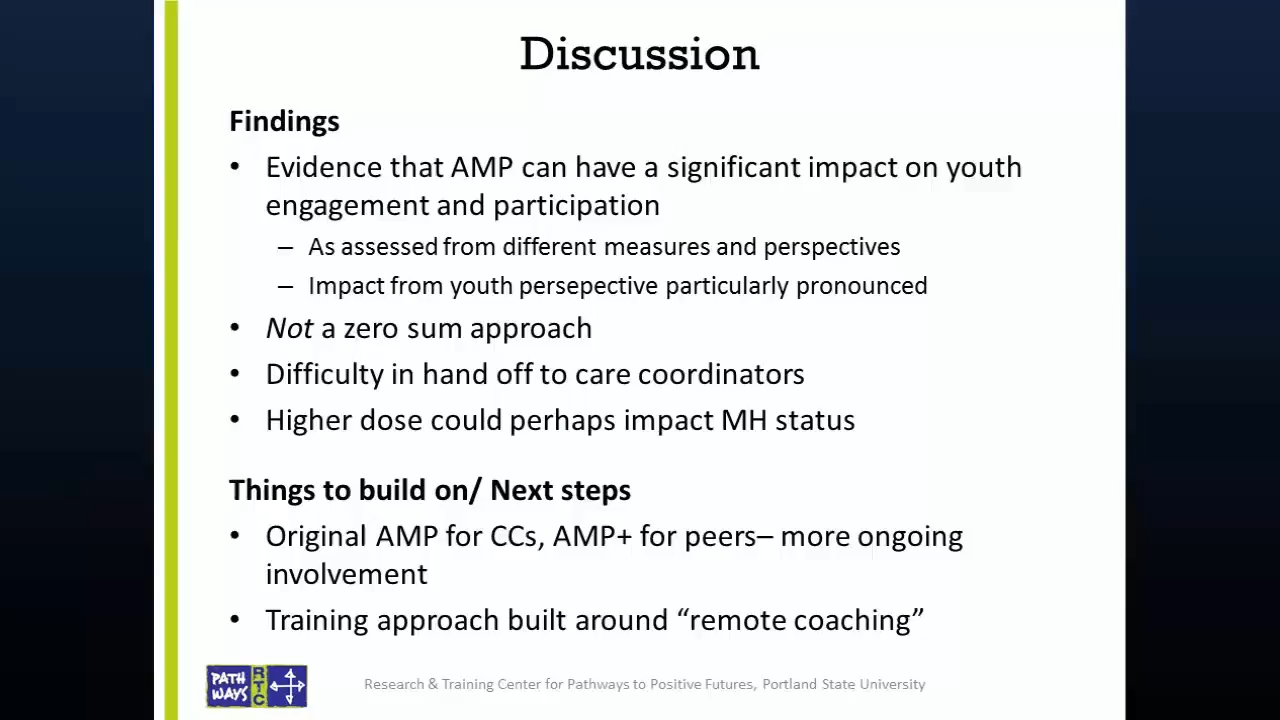 Discussion
Findings
• Evidence that AMP can have a significant impact on youth
engagement and participation
– As assessed from different measures and perspectives
– Impact from youth persepective particularly pronounced
• Not a zero sum approach
• Difficulty in hand off to care coordinators
• Higher dose could perhaps impact MH status
Things to build on/ Next steps
• Original AMP for CCs, AMP+ for peers– more ongoing
involvement
• Training approach built around “remote coaching”
PATH
WAYS
RTC
Research & Training Center for Pathways to Positive Futures, Portland State University